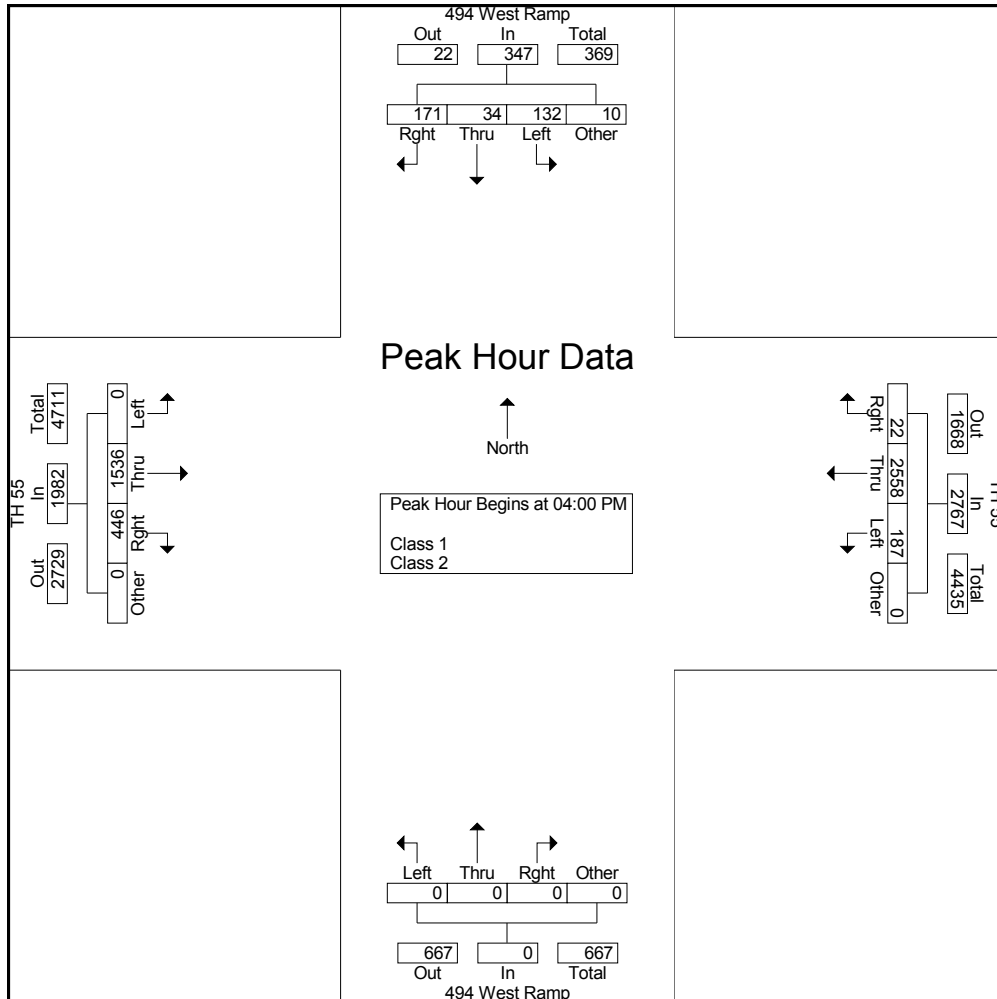 494 West Ramp
Out In Total
22 347 369
171 34 132 10
Rght Thru Left Other
Peak Hour Data
North
Peak Hour Begins at 04:00 PM
Class 1
Class 2
TH 55
Total In Out
4711 1982 2729
0 1536 446 0
Left Thru Rght Other
Rght Thru Left Other
22 2558 187 0
Out In Total
1668 2767 4435
Left Thru Rght Other
0 0 0 0
667 0 667
Out In Total
494 West Ramp